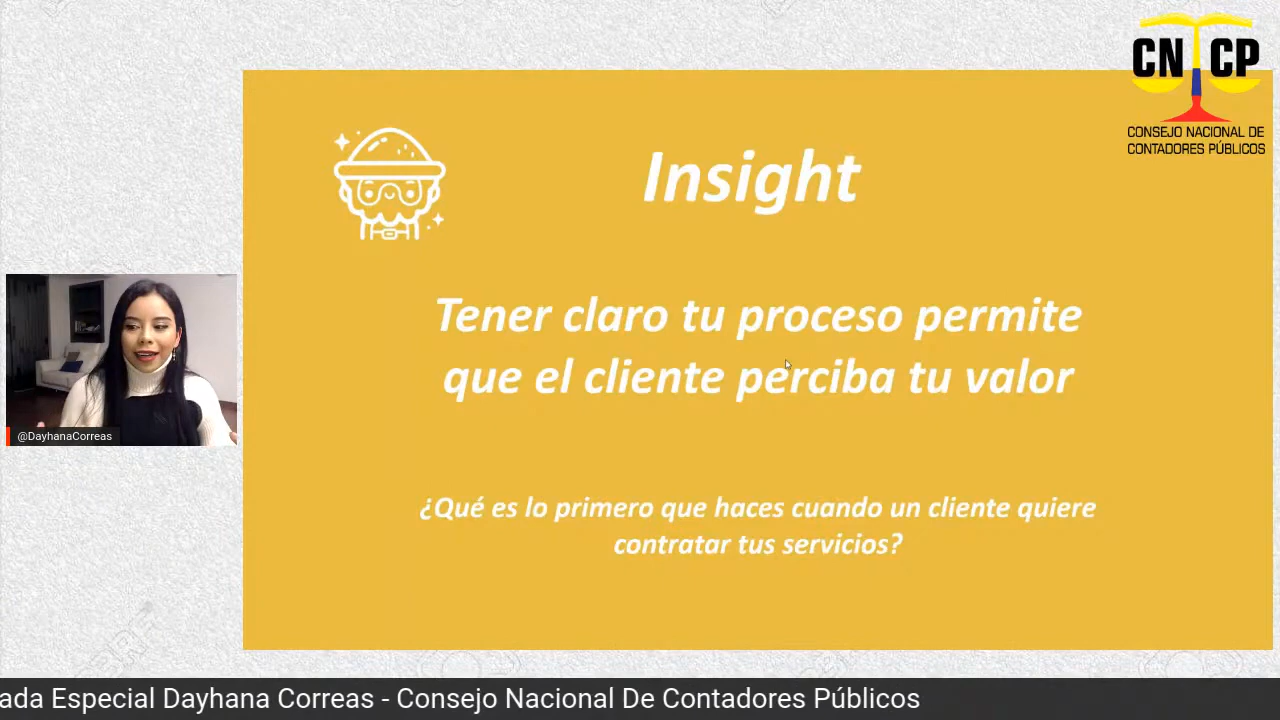 CN CP
CONSEJO NACIONAL DE
CONTADORES PÚBLICOS
Insight
Tener claro tu proceso permite
que el cliente perciba tu valor
¿Qué es lo primero que haces cuando un cliente quiere
contratar tus servicios?
@DayhanaCorreas
ada Especial Dayhana Correas - Consejo Nacional De Contadores Públicos